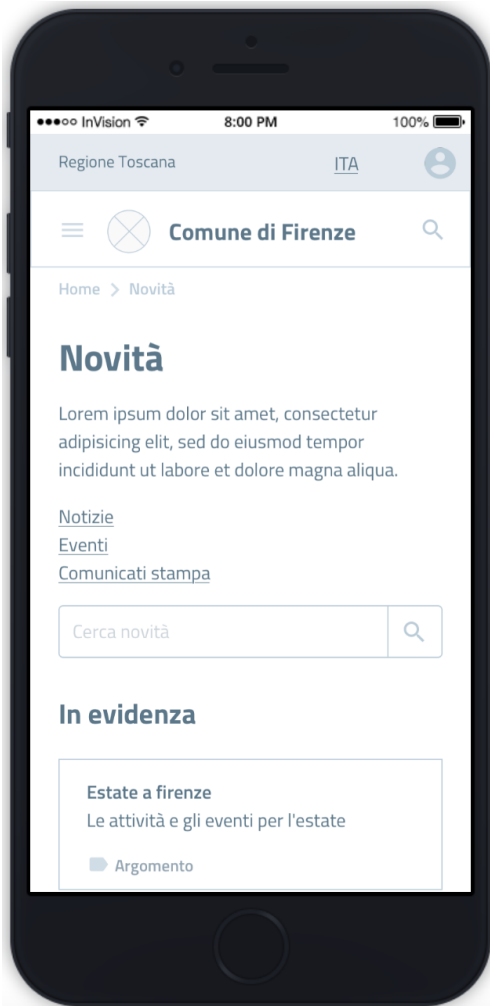 InVision 8:00 PM 100%
Regione Toscana ITA
Comune di Firenze
Home > Novità
Novità
Lorem ipsum dolor sit amet, consectetur
adipisicing elit, sed do eiusmod tempor
incididunt ut labore et dolore magna aliqua.
Notizie
Eventi
Comunicati stampa
Cerca novità
In evidenza
Estate a firenze
Le attività e gli eventi per l'estate
Argomento